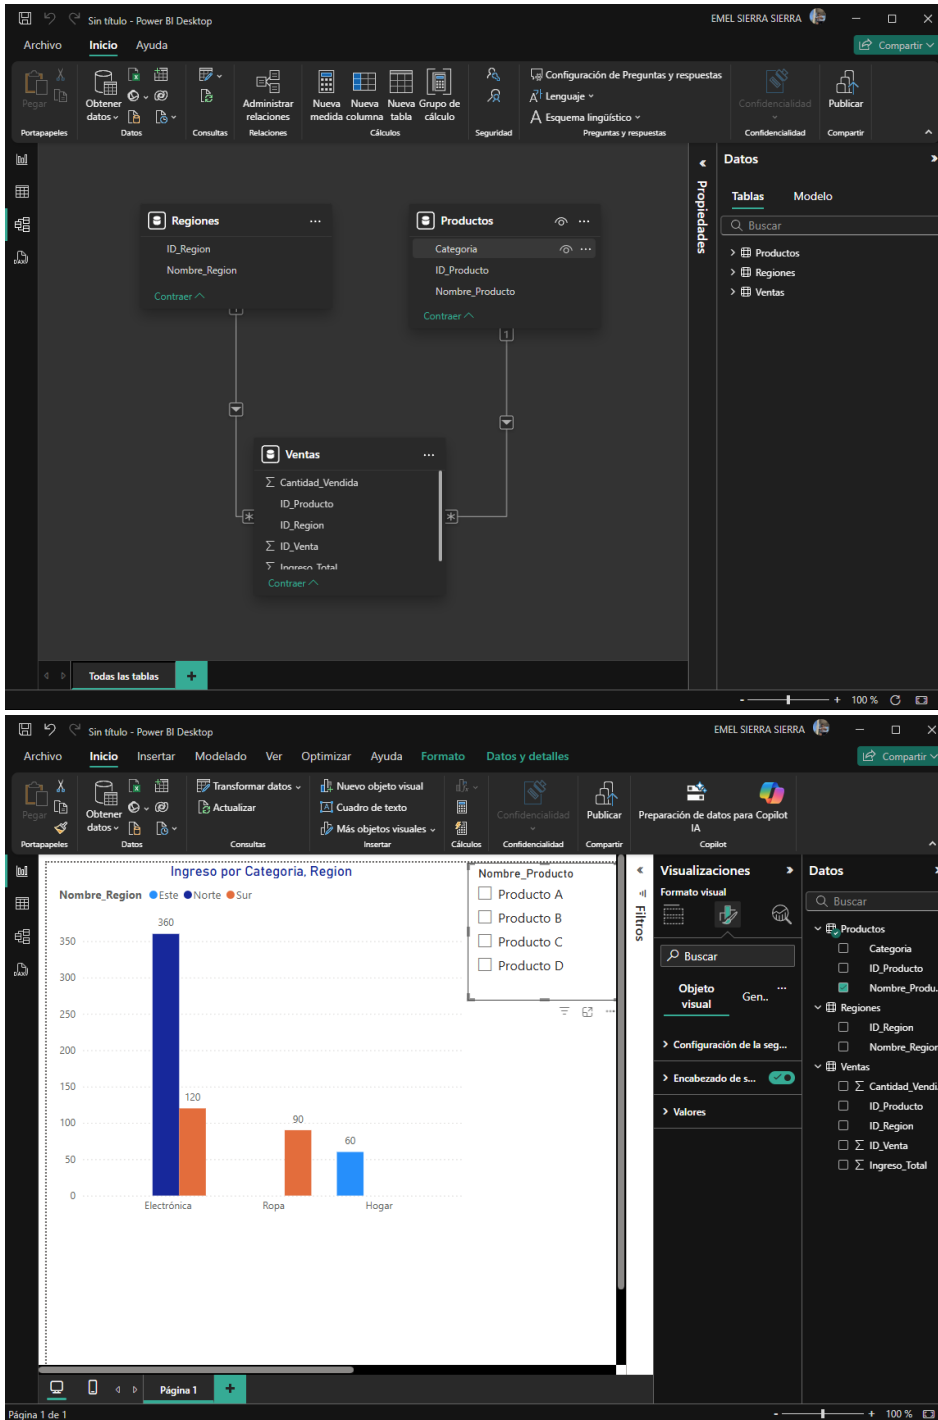 Sin título - Power BI Desktop
EMEL SIERRA SIERRA
Archivo Inicio Ayuda
Compartir
Pegar
Obtener datos
Administrar relaciones
Nueva medida
Nueva columna
Nueva tabla
Grupo de cálculo
Configuración de Preguntas y respuestas
Lenguaje
Esquema lingüístico
Confidencialidad
Publicar
Portapapeles
Datos
Consultas
Relaciones
Cálculos
Seguridad
Preguntas y respuestas
Confidencialidad
Compartir
Regiones
ID_Region
Nombre_Region
Contraer
Productos
Categoria
ID_Producto
Nombre_Producto
Contraer
1
Ventas
Cantidad_Vendida
ID_Producto
ID_Region
ID_Venta
Ingreso_Total
Contraer
Propiedades
Datos
Tablas Modelo
Buscar
Productos
Regiones
Ventas
Todas las tablas
100 %
Sin título - Power BI Desktop
EMEL SIERRA SIERRA
Archivo Inicio Insertar Modelado Ver Optimizar Ayuda Formato Datos y detalles
Compartir
Pegar
Obtener datos
Transformar datos
Actualizar
Nuevo objeto visual
Cuadro de texto
Más objetos visuales
Confidencialidad
Publicar
Preparación de datos para IA
Copilot
Portapapeles
Datos
Consultas
Insertar
Cálculos
Confidencialidad
Compartir
Copilot
Ingreso por Categoria, Region
Nombre_Region Este Norte Sur
360
350
300
250
200
150
120
100
90
60
50
0
Electrónica
Ropa
Hogar
Nombre_Producto
Producto A
Producto B
Producto C
Producto D
Filtros
Visualizaciones
Formato visual
Buscar
Objeto visual
Gen..
Configuración de la seg...
Encabezado de s...
Valores
Datos
Buscar
Productos
Categoria
ID_Producto
Nombre_Produ..
Regiones
ID_Region
Nombre_Region
Ventas
Cantidad_Vendi..
ID_Producto
ID_Region
ID_Venta
Ingreso_Total
Página 1
Página 1 de 1
100 %